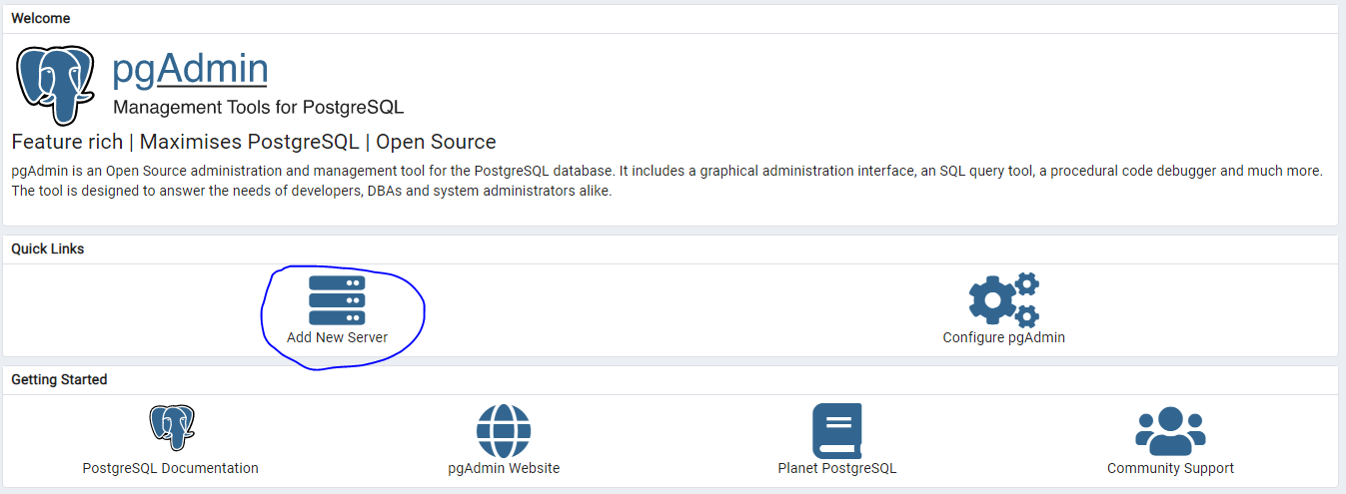 Welcome
pgAdmin
Management Tools for PostgreSQL
Feature rich | Maximises PostgreSQL | Open Source
pgAdmin is an Open Source administration and management tool for the PostgreSQL database. It includes a graphical administration interface, an SQL query tool, a procedural code debugger and much more.
The tool is designed to answer the needs of developers, DBAs and system administrators alike.
Quick Links
Add New Server
Configure pgAdmin
Getting Started
PostgreSQL Documentation
pgAdmin Website
Planet PostgreSQL
Community Support